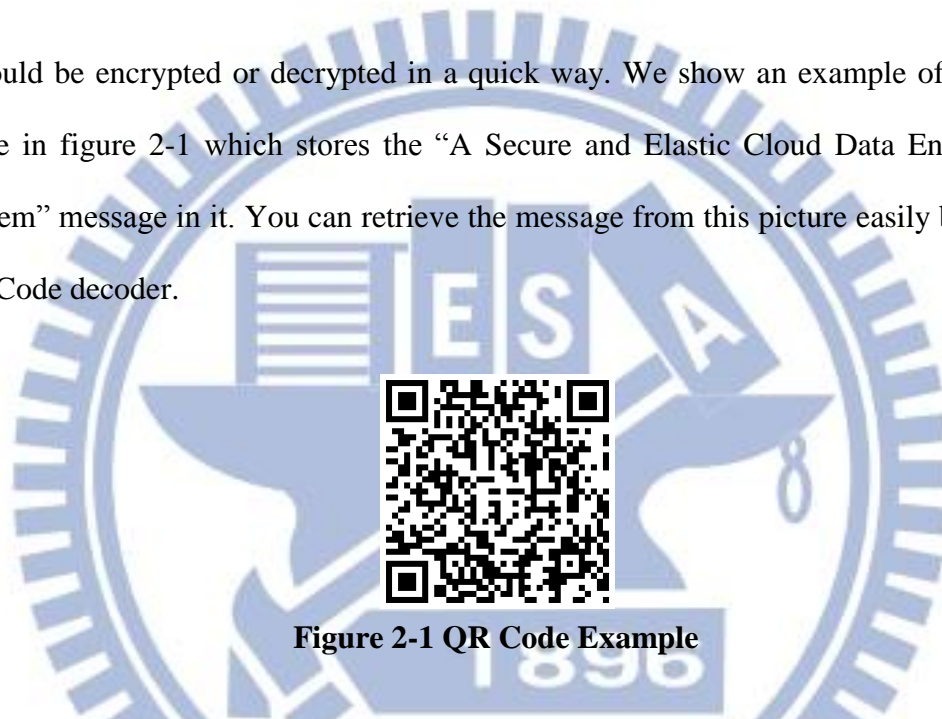 ould be encrypted or decrypted in a quick way. We show an example of
e in figure 2-1 which stores the “A Secure and Elastic Cloud Data En
em” message in it. You can retrieve the message from this picture easily
Code decoder.
ESA
Figure 2-1 QR Code Example
1896